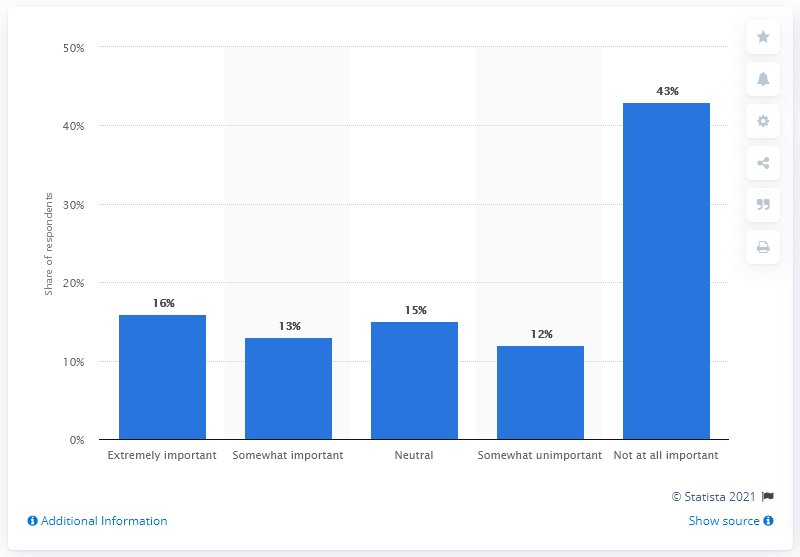 50%
40%
30%
20%
10%
0%
Share of respondents
16%
13%
15%
12%
43%
Extremely important
Somewhat important
Neutral
Somewhat unimportant
Not at all important
© Statista 2021
Additional Information
Show source